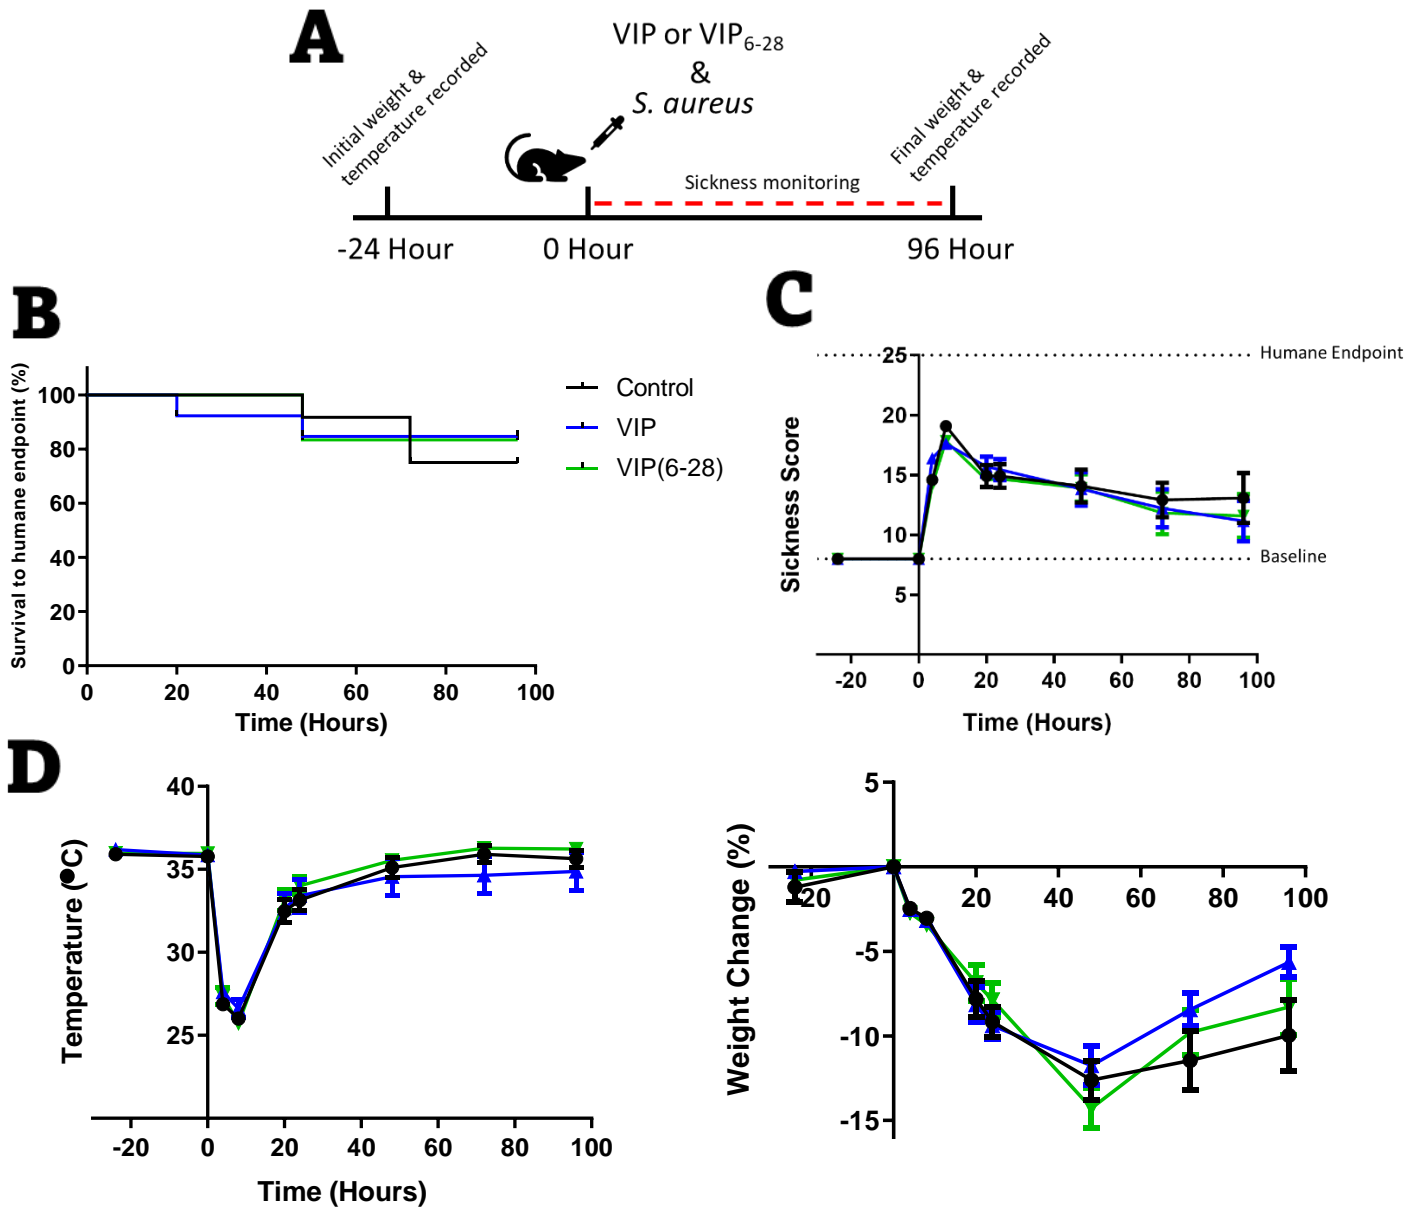 A
Initial weight &
temperature recorded
VIP or VIP6-28
&
S. aureus
Final weight &
temperature recorded
Sickness monitoring
-24 Hour
0 Hour
96 Hour
B
Survival to humane endpoint (%)
100
80
60
40
20
0
0 20 40 60 80 100
Time (Hours)
Control
VIP
VIP(6-28)
C
Sickness Score
25
20
15
10
5
Humane Endpoint
Baseline
-20 0 20 40 60 80 100
Time (Hours)
D
Temperature (●C)
40
35
30
25
-20 0 20 40 60 80 100
Time (Hours)
Weight Change (%)
5
-5
-10
-15
-20 20 40 60 80 100